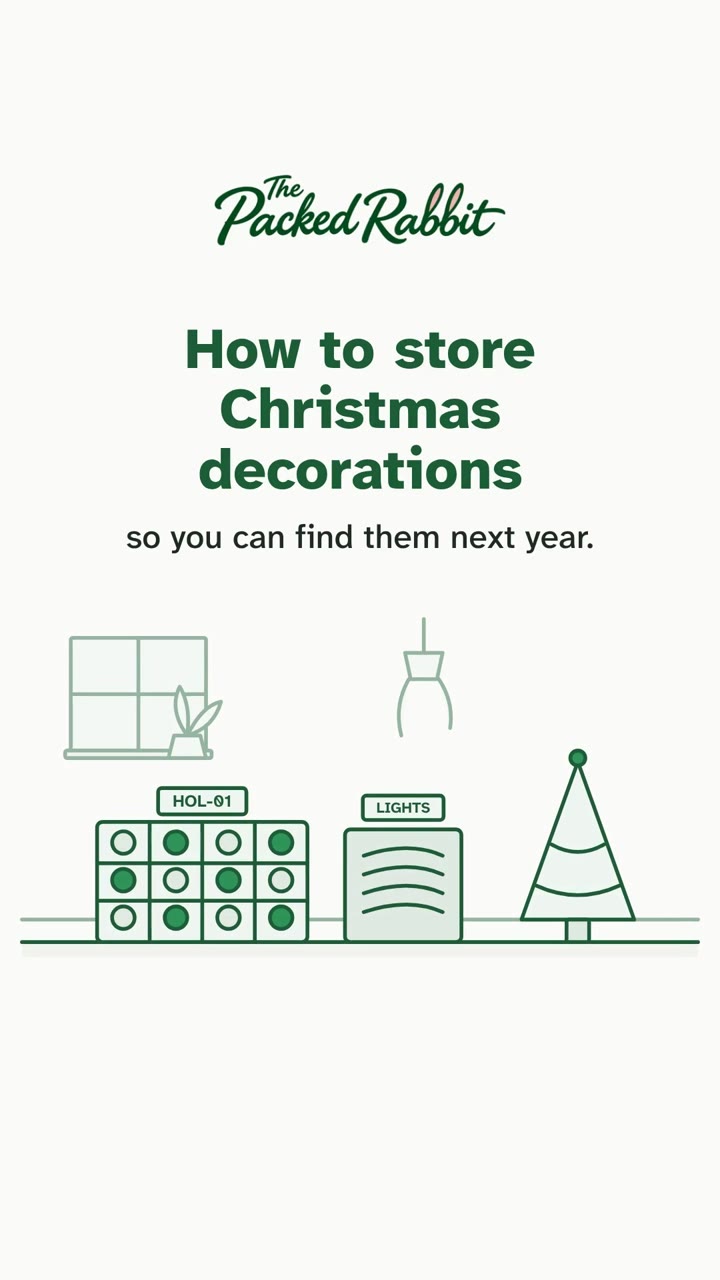 The
Packed Rabbit
How to store
Christmas
decorations
so you can find them next year.
HOL-01
LIGHTS